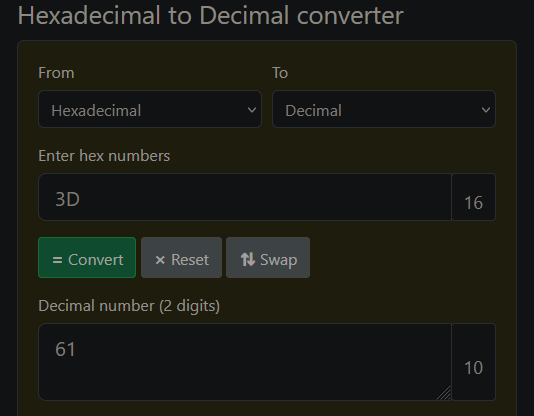 Hexadecimal to Decimal converter
From To
Hexadecimal Decimal
Enter hex numbers
3D 16
= Convert × Reset ⇅ Swap
Decimal number (2 digits)
61
10